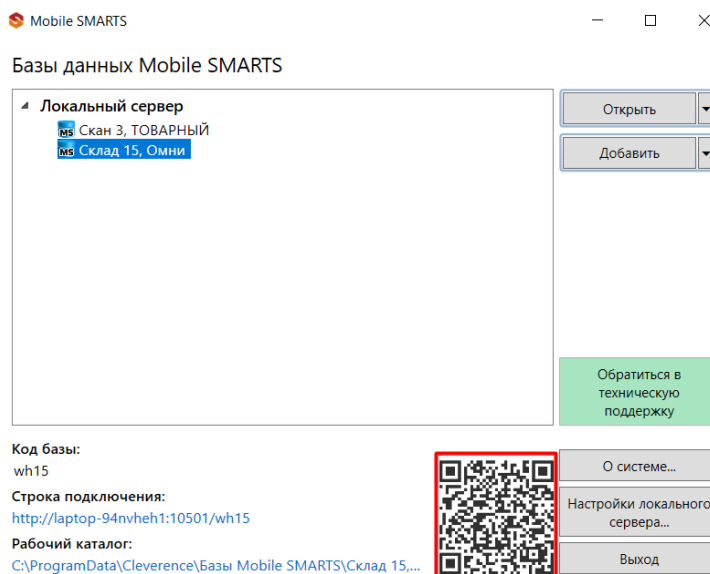 Mobile SMARTS
Базы данных Mobile SMARTS
Локальный сервер
MS Скан 3, ТОВАРНЫЙ
MS Склад 15, Омни
Открыть
Добавить
Обратиться в
техническую
поддержку
Код базы:
wh15
Строка подключения:
http://laptop-94nvheh1:10501/wh15
Рабочий каталог:
C:\ProgramData\Cleverence\Базы Mobile SMARTS\Склад 15,...
О системе...
Настройки локального
сервера...
Выход